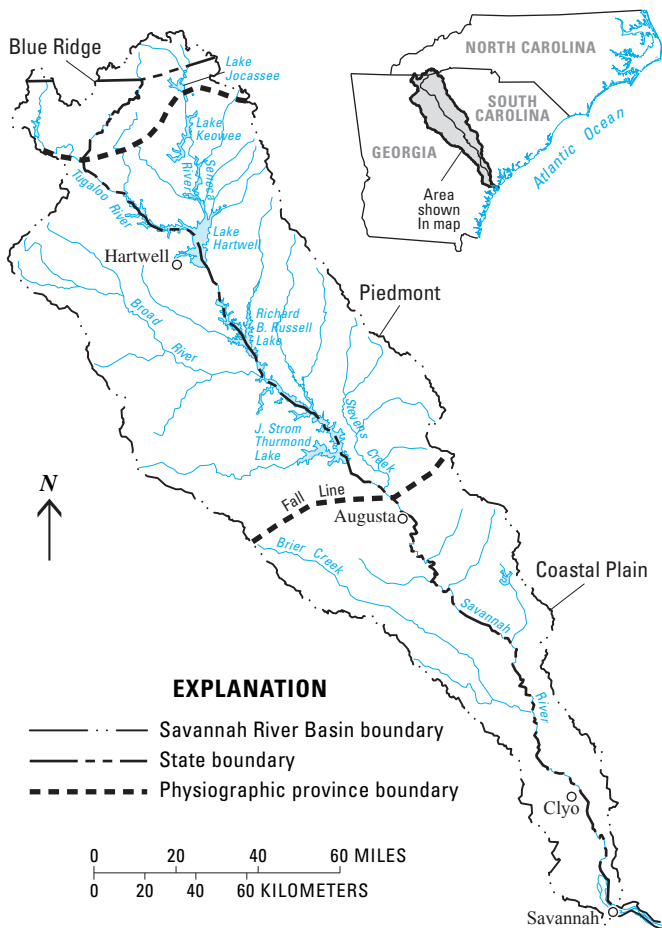 Blue Ridge
Lake
Jocassee
Lake
Keowee
Seneca
River
Tugaloo River
Lake
Hartwell
Hartwell
Broad
River
Richard
B. Russell
Lake
Piedmont
J. Strom
Thurmond
Lake
Stevens Creek
N
Fall Line
Augusta
Brier Creek
Coastal Plain
Savannah
River
Clyo
Savannah
NORTH CAROLINA
SOUTH
CAROLINA
GEORGIA
Atlantic Ocean
Area
shown
In map
EXPLANATION
Savannah River Basin boundary
State boundary
Physiographic province boundary
0 20 40 60 MILES
0 20 40 60 KILOMETERS